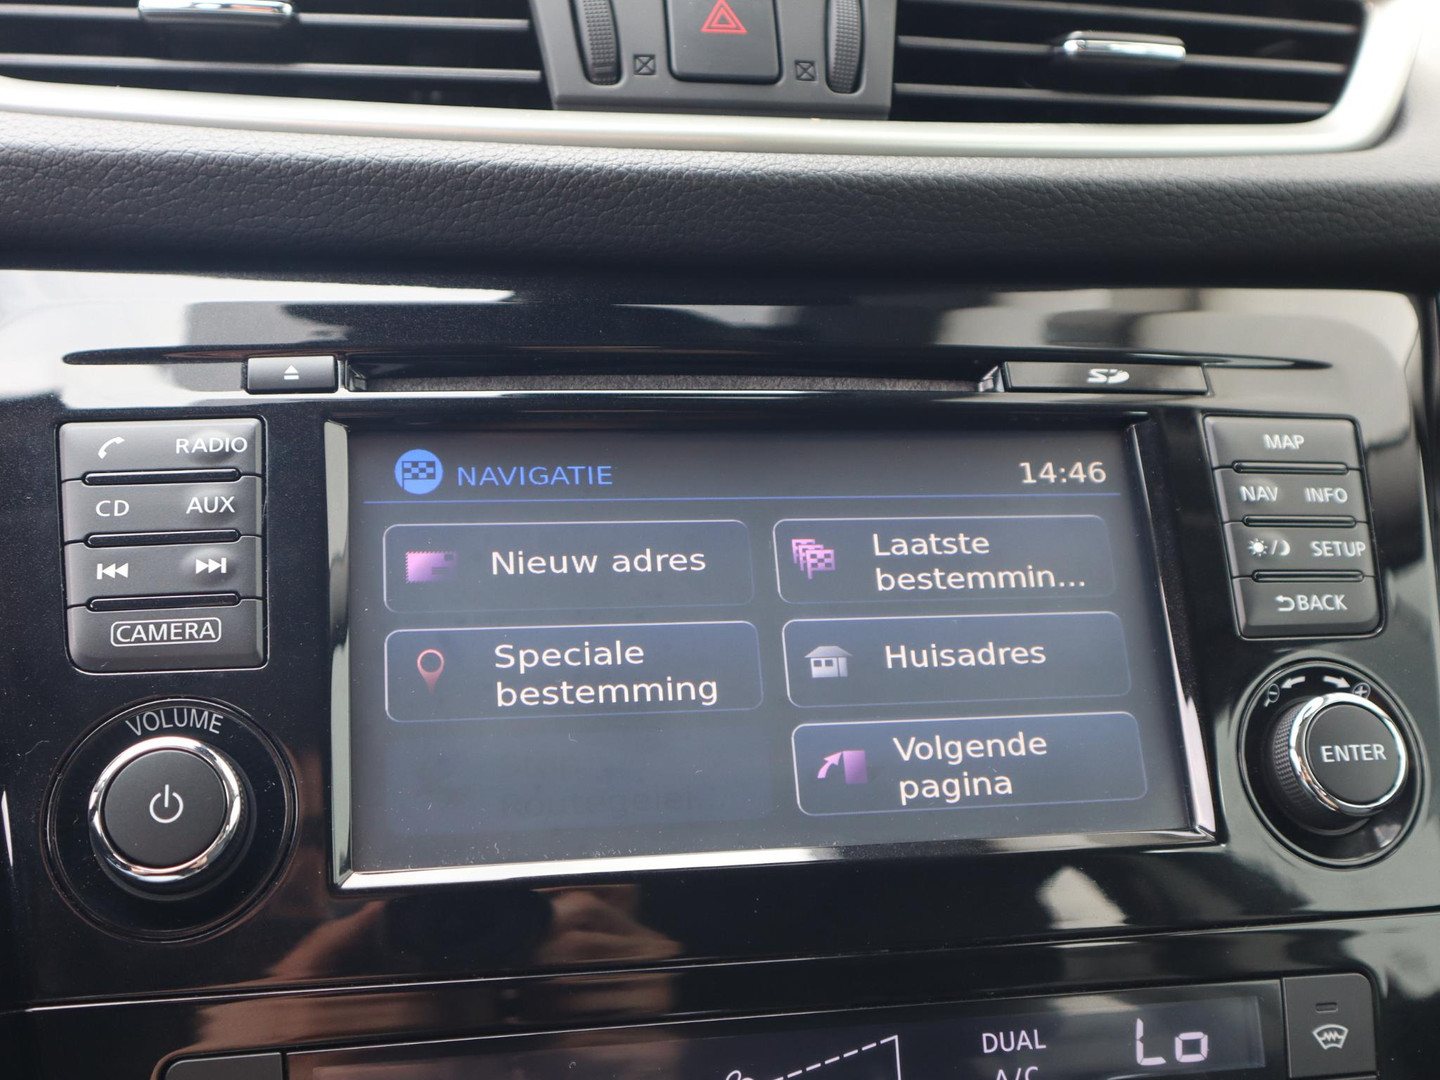 RADIO
CD AUX
CAMERA
VOLUME
SD
NAVIGATIE 14:46
Nieuw adres
Laatste
bestemmin...
Speciale
bestemming
Huisadres
Volgende
pagina
MAP
NAV INFO
SETUP
BACK
ENTER
DUAL
A/C
Lo